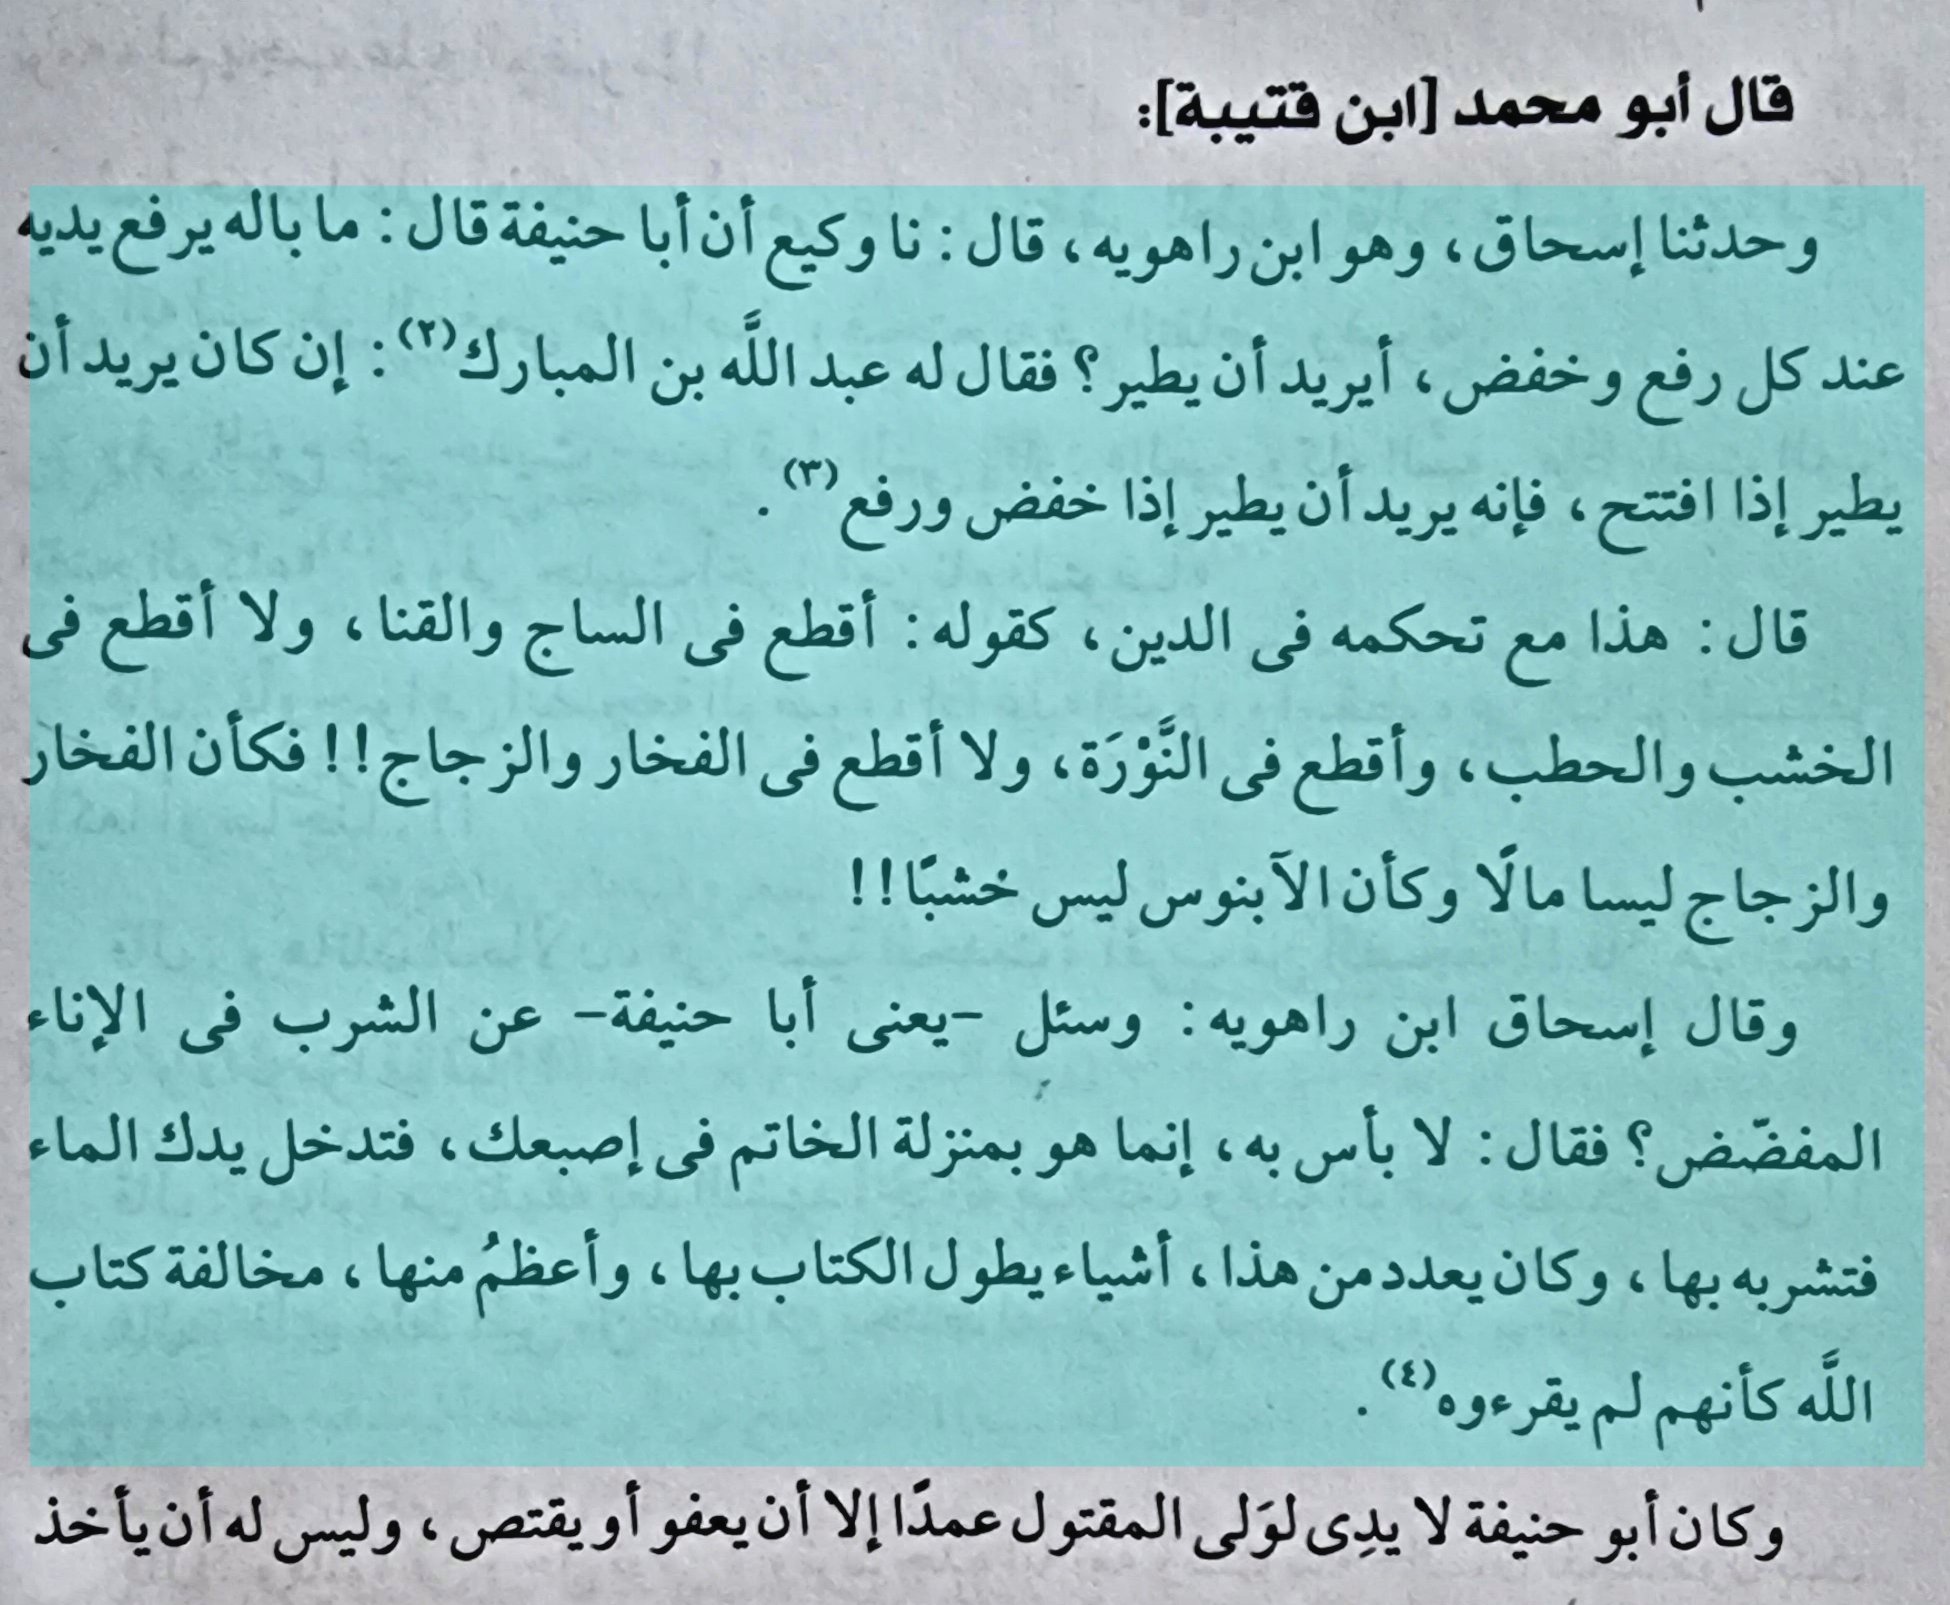 قال أبو محمد [ابن قتيبة]:
وحدثنا إسحاق، وهو ابن راهويه، قال: نا وكيع أن أبا حنيفة قال: ما باله يرفع يديه
عند كل رفع وخفض، أيريد أن يطير؟ فقال له عبد اللَّه بن المبارك(٢): إن كان يريد أن
يطير إذا افتتح، فإنه يريد أن يطير إذا خفض ورفع(٣).
قال: هذا مع تحكمه فى الدين، كقوله: أقطع فى الساج والقنا، ولا أقطع فى
الخشب والحطب، وأقطع فى النَّوْرَة، ولا أقطع فى الفخار والزجاج!! فكأن الفخار
والزجاج ليسا مالًا وكأن الآبنوس ليس خشبًا!!
وقال إسحاق ابن راهويه: وسئل -يعنى أبا حنيفة- عن الشرب فى الإناء
المفضّض؟ فقال: لا بأس به، إنما هو بمنزلة الخاتم فى إصبعك، فتدخل يدك الماء
فتشربه بها، وكان يعدد من هذا، أشياء يطول الكتاب بها، وأعظمُ منها، مخالفة كتاب
اللَّه كأنهم لم يقرءوه(٤).
وكان أبو حنيفة لا يدِى لوَلى المقتول عمدًا إلا أن يعفو أو يقتص، وليس له أن يأخذ